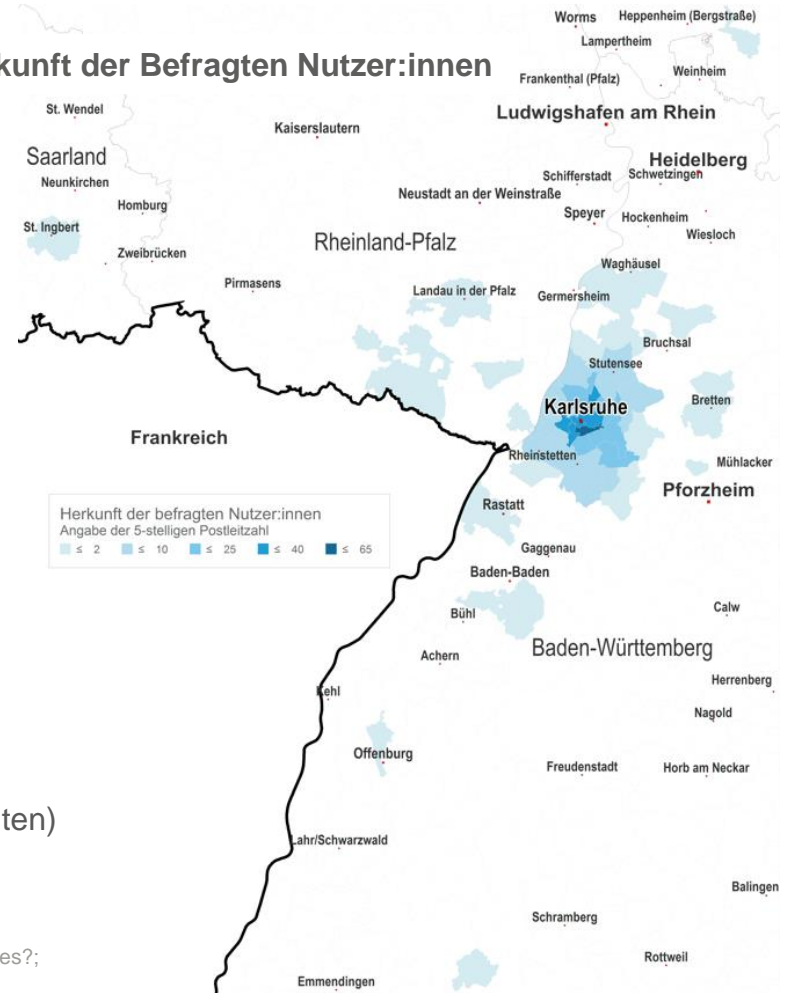 kunft der Befragten Nutzer:innen
Worms
Heppenheim (Bergstraße)
Lampertheim
Frankenthal (Pfalz)
Weinheim
St. Wendel
Kaiserslautern
Ludwigshafen am Rhein
Saarland
Heidelberg
Neunkirchen
Schifferstadt
Schwetzingen
Homburg
Neustadt an der Weinstraße
Speyer
Hockenheim
St. Ingbert
Wiesloch
Zweibrücken
Rheinland-Pfalz
Waghäusel
Pirmasens
Landau in der Pfalz
Germersheim
Bruchsal
Stutensee
Karlsruhe
Bretten
Frankreich
Rheinstetten
Mühlacker
Pforzheim
Rastatt
Herkunft der befragten Nutzer:innen
Angabe der 5-stelligen Postleitzahl
≤ 2 ≤ 10 ≤ 25 ≤ 40 ≤ 65
Gaggenau
Baden-Baden
Bühl
Calw
Baden-Württemberg
Achern
Herrenberg
Kehl
Nagold
Offenburg
Freudenstadt
Horb am Neckar
ten)
Lahr/Schwarzwald
Balingen
Schramberg
es?;
Rottweil
Emmendingen